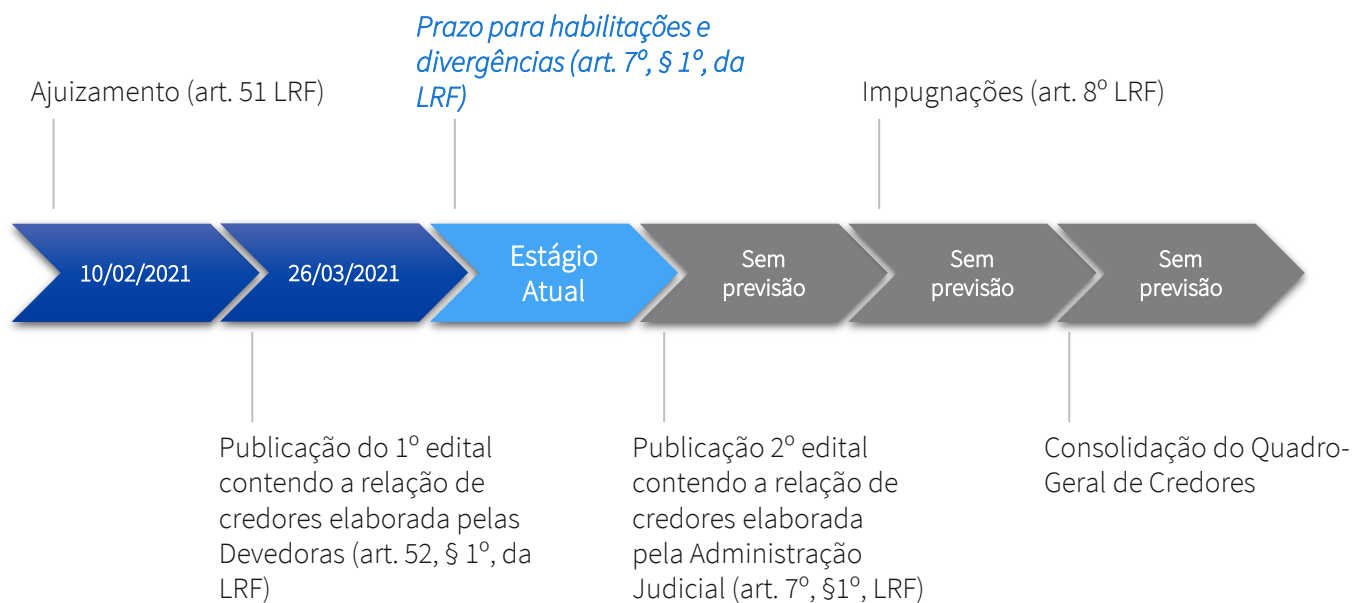 Prazo para habilitações e
divergências (art. 7º, § 1º, da
LRF)
Ajuizamento (art. 51 LRF)
Impugnações (art. 8º LRF)
10/02/2021
26/03/2021
Estágio
Atual
Sem
previsão
Sem
previsão
Sem
previsão
Publicação do 1º edital
contendo a relação de
credores elaborada pelas
Devedoras (art. 52, § 1º, da
LRF)
Publicação 2º edital
contendo a relação de
credores elaborada
pela Administração
Judicial (art. 7º, §1º, LRF)
Consolidação do Quadro-
Geral de Credores